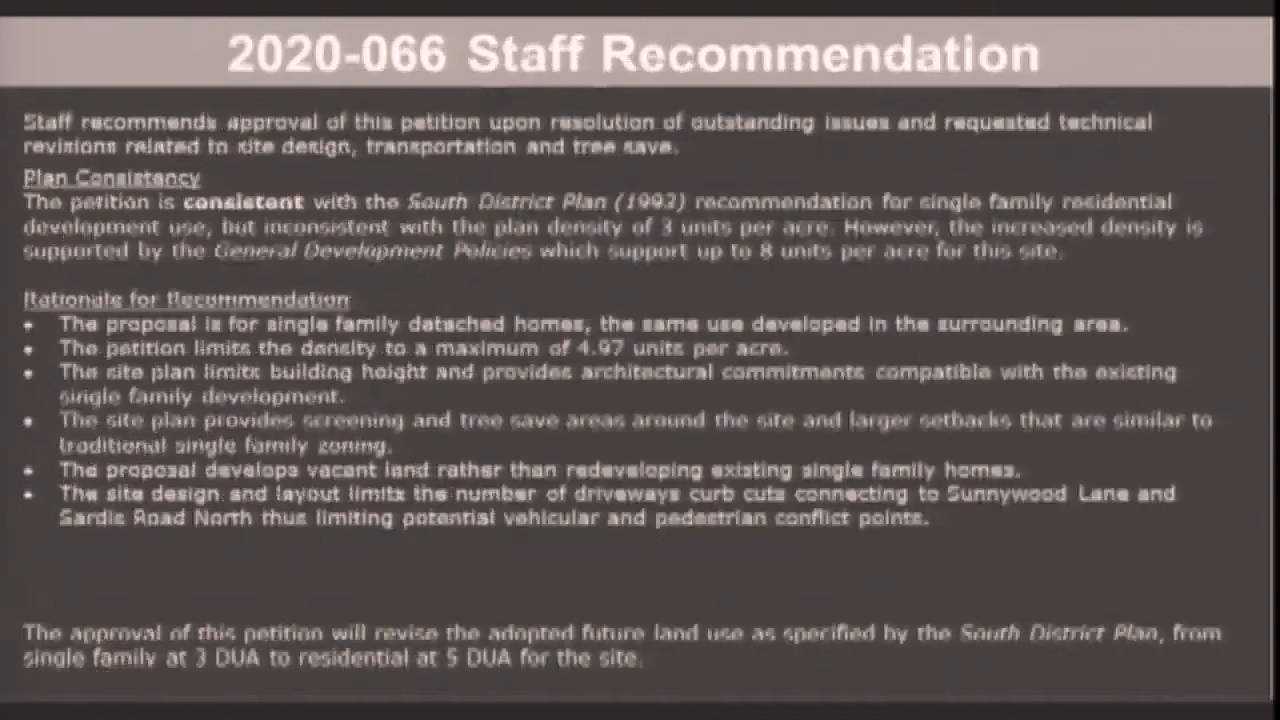 2020-066 Staff Recommendation
Staff recommends approval of this petition upon resolution of outstanding issues and requested technical
revisions related to site design, transportation and tree save.
Plan Consistency
The petition is consistent with the South District Plan (1992) recommendation for single family residential
development use, but inconsistent with the plan density of 3 units per acre. However, the increased density is
supported by the General Development Policies which support up to 8 units per acre for this site.
Rationale for Recommendation
• The proposal is for single family detached homes, the same use developed in the surrounding area.
• The petition limits the density to a maximum of 4.97 units per acre.
• The site plan limits building height and provides architectural commitments compatible with the existing
single family development.
• The site plan provides screening and tree save areas around the site and larger setbacks that are similar to
traditional single family zoning.
• The proposal develops vacant land rather than redeveloping existing single family homes.
• The site design and layout limits the number of driveways curb cuts connecting to Sunnywood Lane and
Sardis Road North thus limiting potential vehicular and pedestrian conflict points.
The approval of this petition will revise the adopted future land use as specified by the South District Plan, from
single family at 3 DUA to residential at 5 DUA for the site.